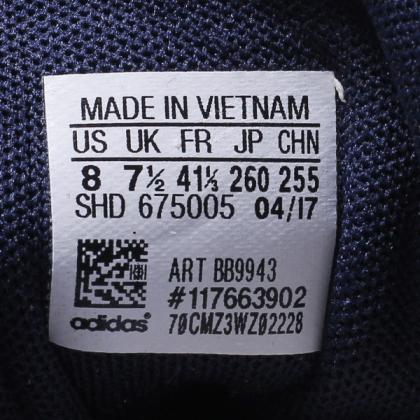 MADE IN VIETNAM
US UK FR JP CHN
8 7½ 41⅓ 260 255
SHD 675005 04/17
ART BB9943
#117663902
adidas® 70CMZ3WZ02228